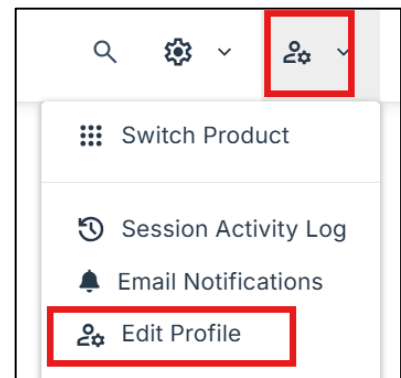 Switch Product
Session Activity Log
Email Notifications
Edit Profile